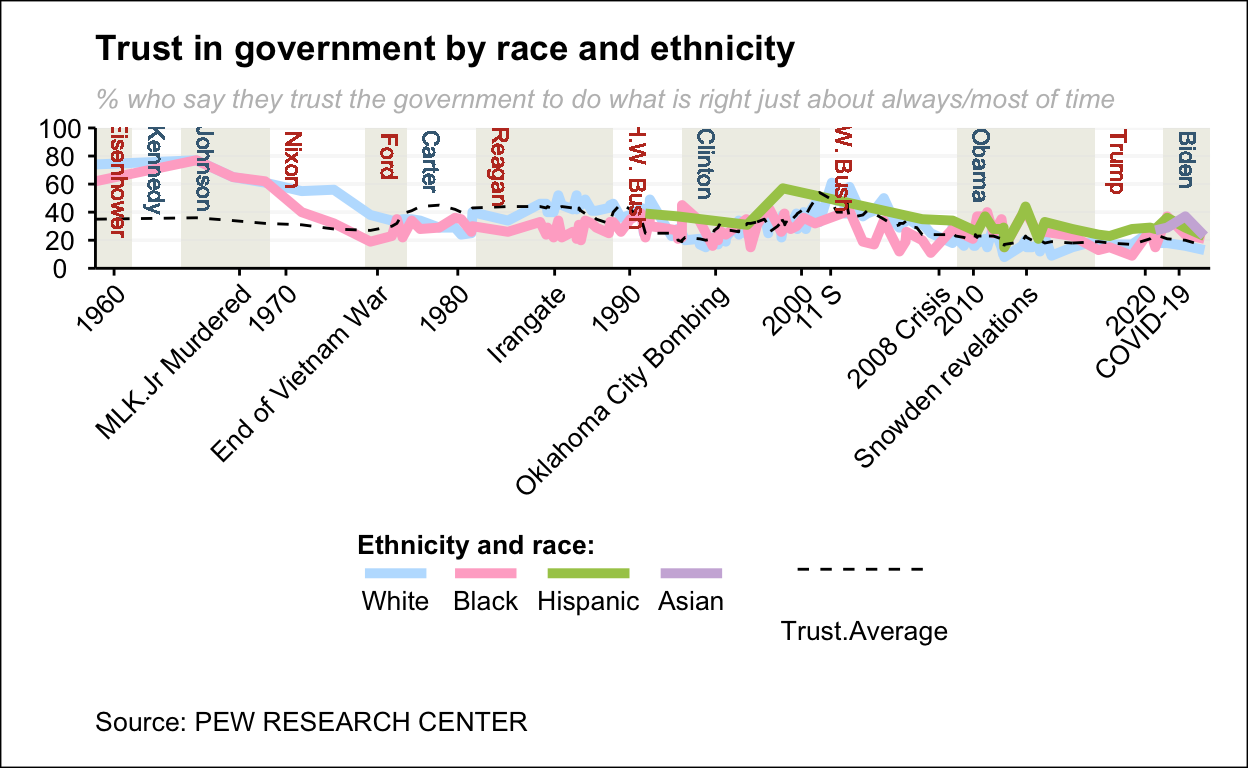 Trust in government by race and ethnicity
% who say they trust the government to do what is right just about always/most of time
100
80
60
40
20
0
Eisenhower
Kennedy
Johnson
Nixon
Ford
Carter
Reagan
H.W. Bush
Clinton
W. Bush
Obama
Trump
Biden
1960
MLK.Jr Murdered
1970
End of Vietnam War
1980
Irangate
1990
Oklahoma City Bombing
2000
11 S
2008 Crisis
2010
Snowden revelations
2020
COVID-19
Ethnicity and race:
White Black Hispanic Asian
Trust.Average
Source: PEW RESEARCH CENTER